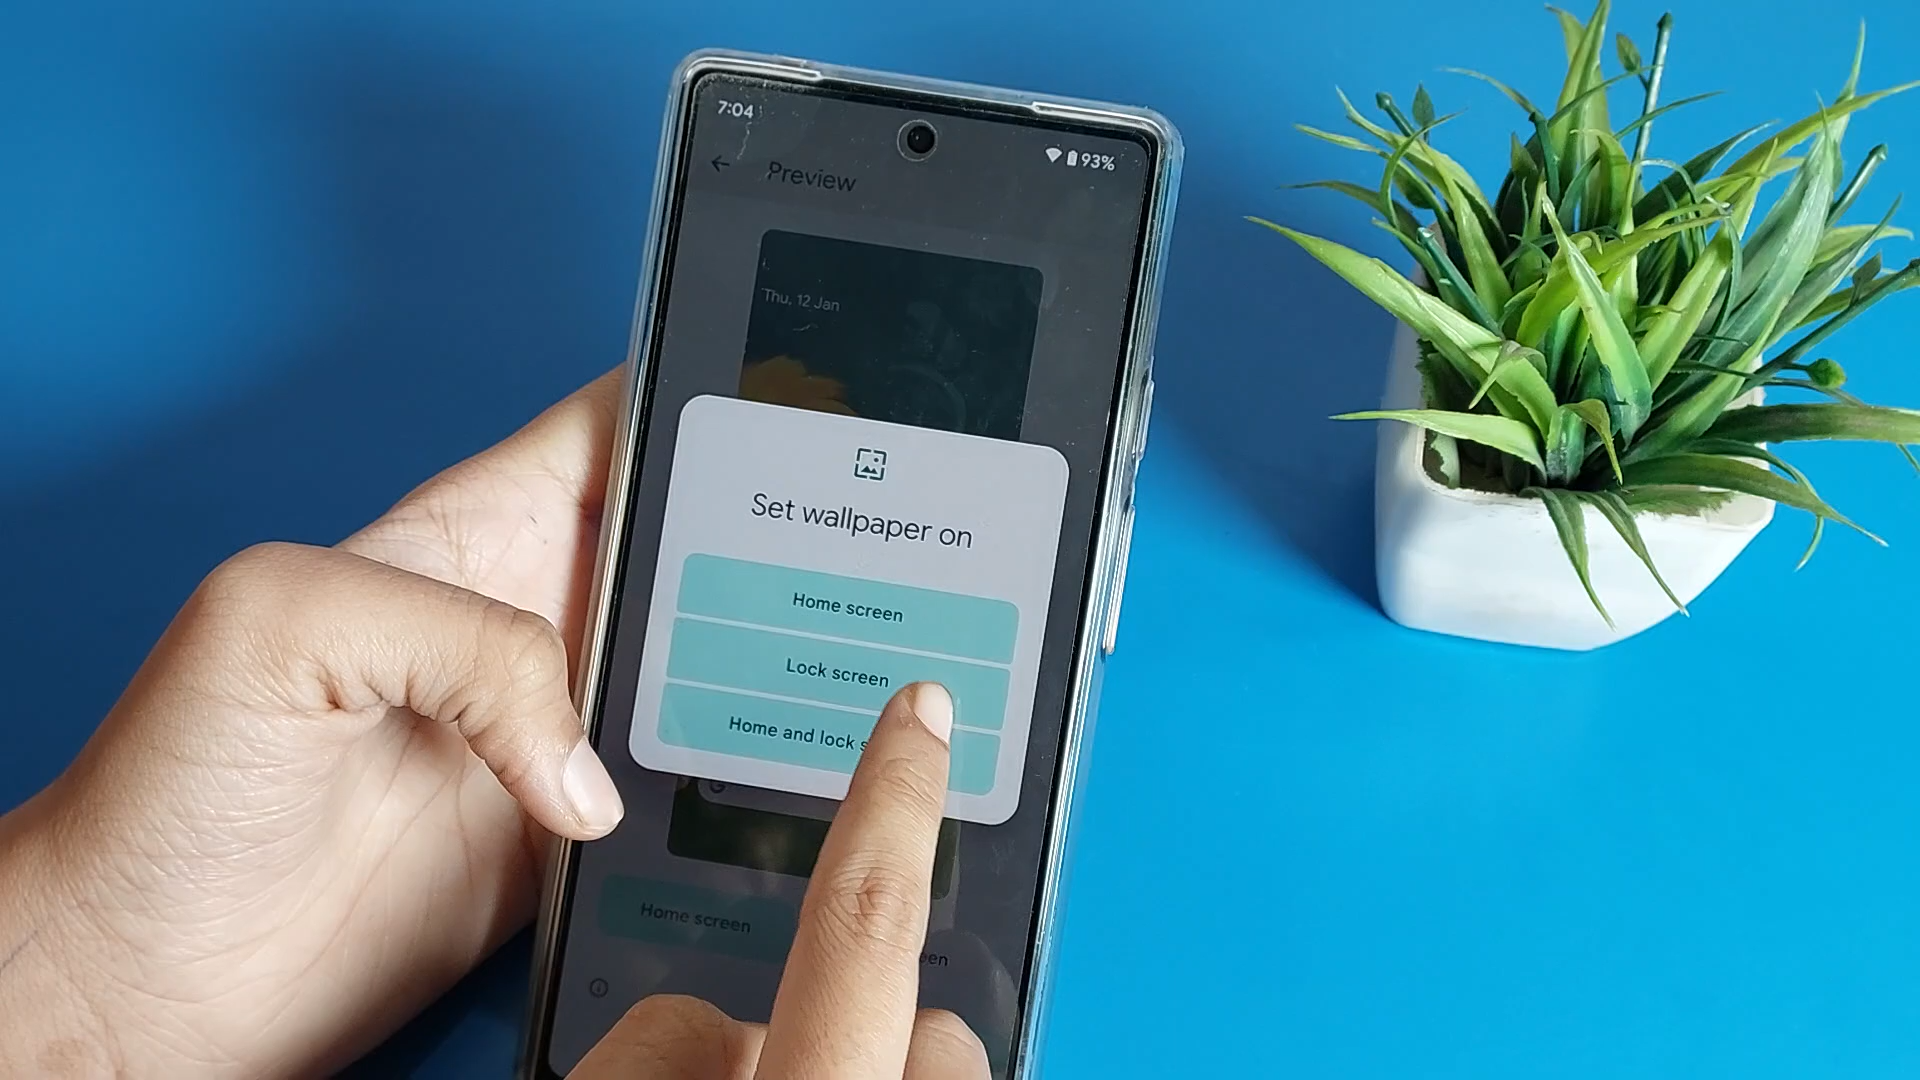 7:04
93%
Preview
Thu, 12 Jan
Set wallpaper on
Home screen
Lock screen
Home and lock
G
Home screen